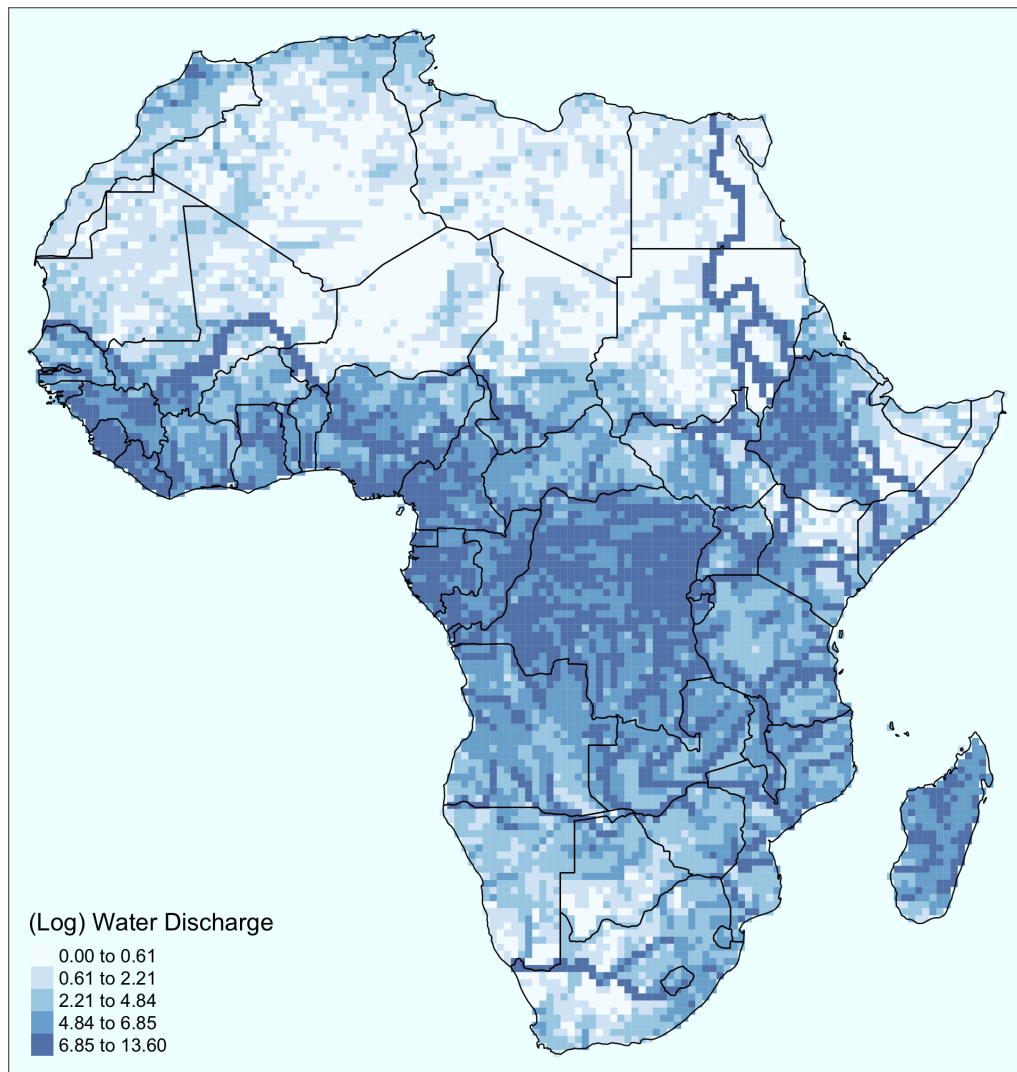 (Log) Water Discharge
0.00 to 0.61
0.61 to 2.21
2.21 to 4.84
4.84 to 6.85
6.85 to 13.60